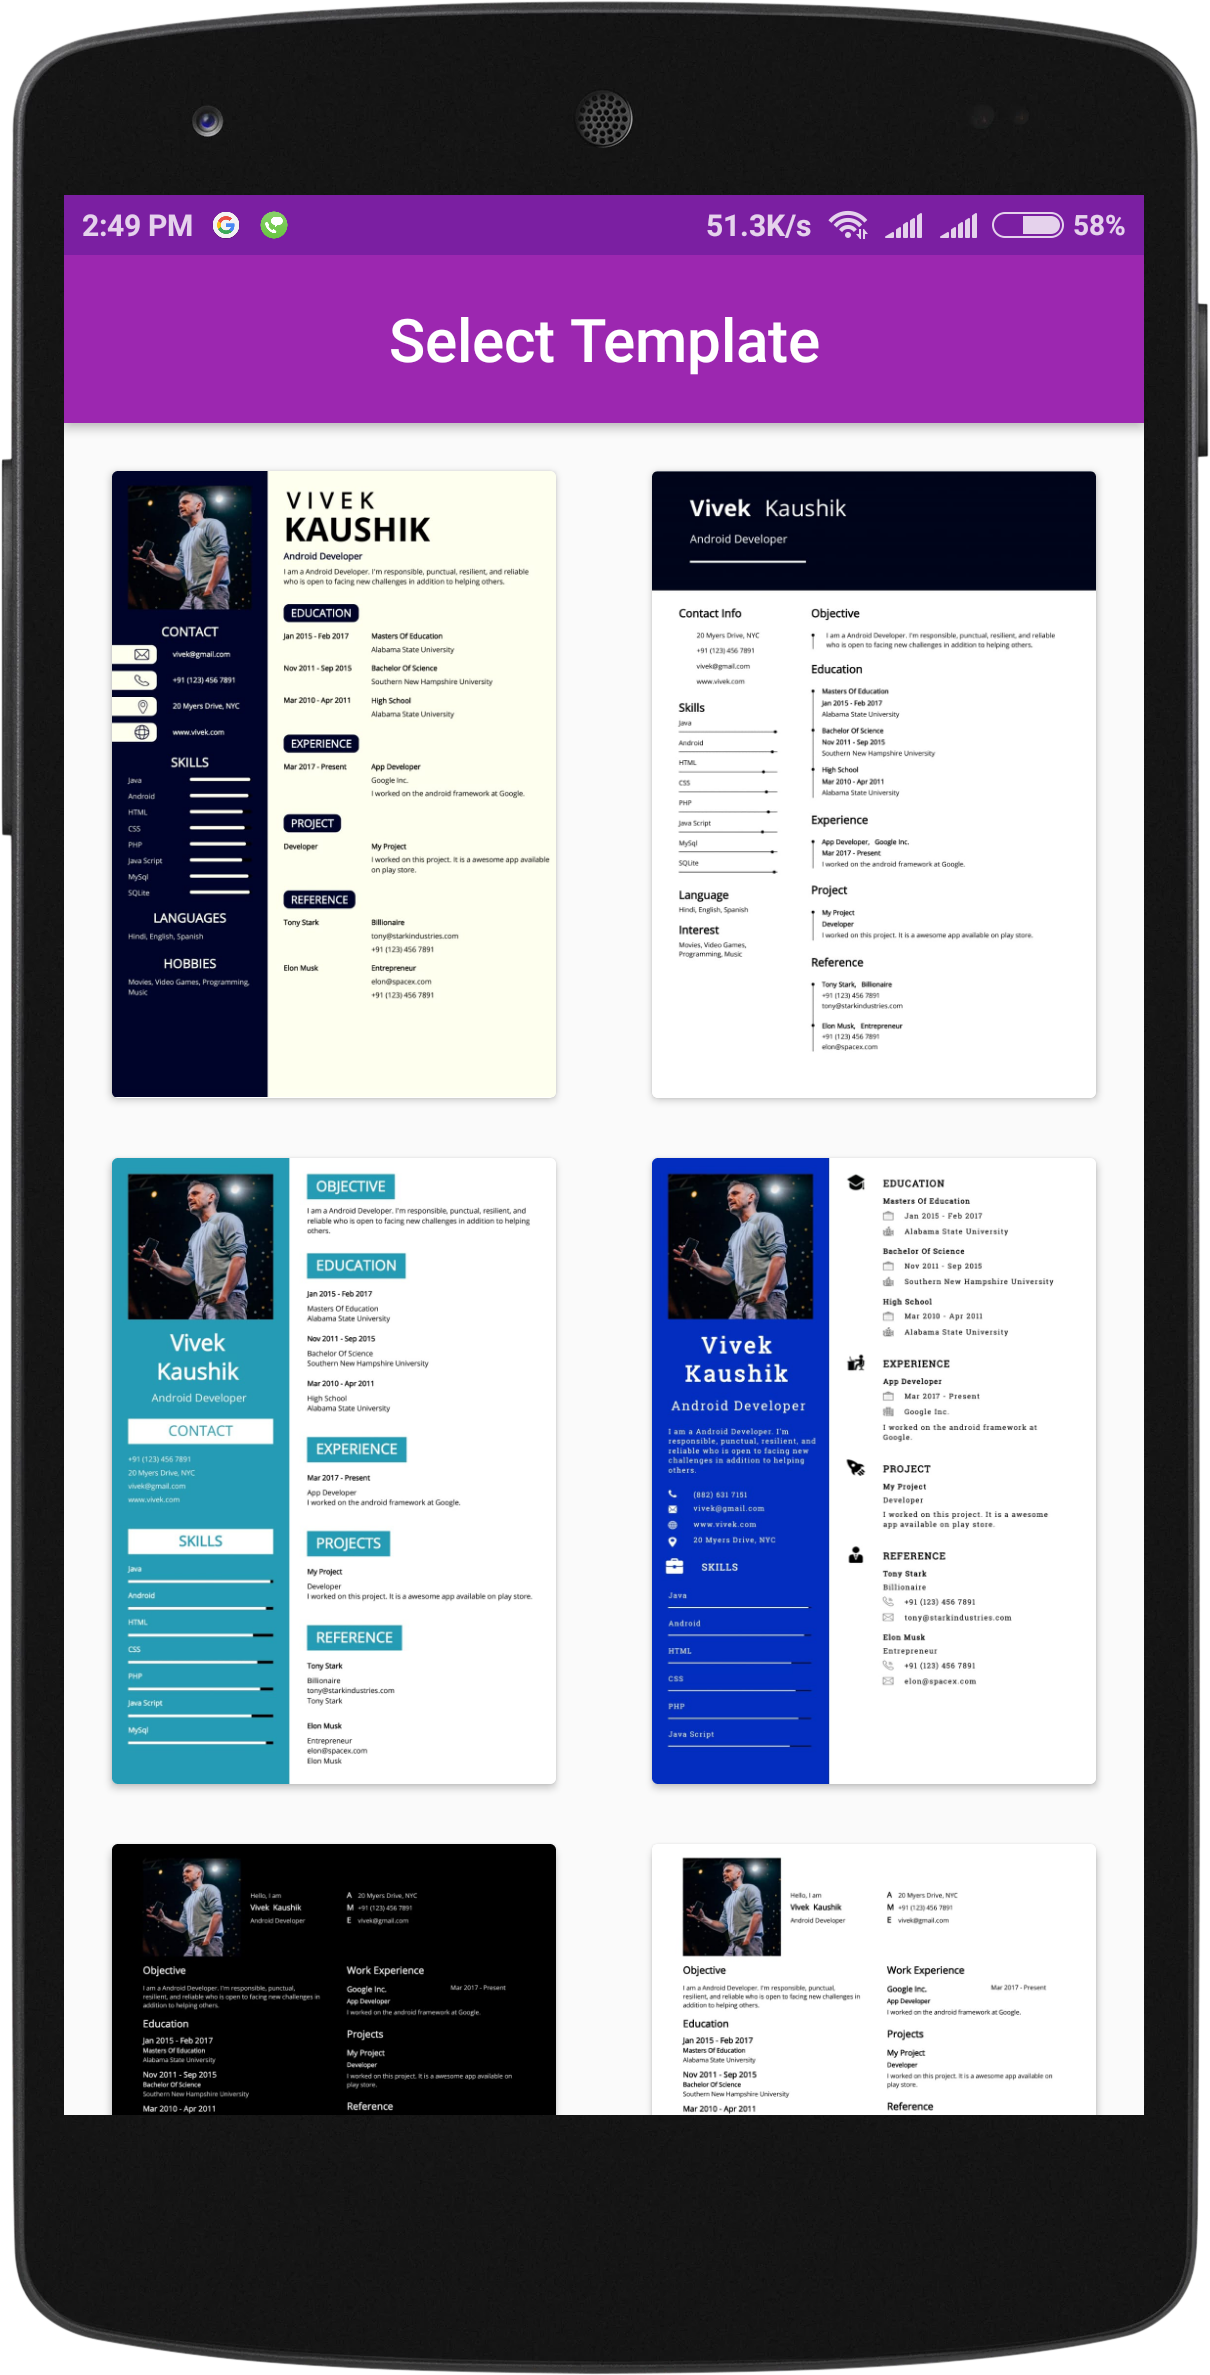 2:49 PM
51.3K/s
58%
Select Template
VIVEK
KAUSHIK
Android Developer
I am a Android Developer. I'm responsible, punctual, resilient, and reliable
who is open to facing new challenges in addition to helping others.
CONTACT
vivek@gmail.com
+91 (123) 456 7891
20 Myers Drive, NYC
www.vivek.com
SKILLS
Java
Android
HTML
CSS
PHP
Java Script
MySql
SQLite
LANGUAGES
Hindi, English, Spanish
HOBBIES
Movies, Video Games, Programming,
Music
EDUCATION
Jan 2015 - Feb 2017 Masters Of Education
Alabama State University
Nov 2011 - Sep 2015 Bachelor Of Science
Southern New Hampshire University
Mar 2010 - Apr 2011 High School
Alabama State University
EXPERIENCE
Mar 2017 - Present App Developer
Google Inc.
I worked on the android framework at Google.
PROJECT
Developer My Project
I worked on this project. It is a awesome app available
on play store.
REFERENCE
Tony Stark Billionaire
tony@starkindustries.com
+91 (123) 456 7891
Elon Musk Entrepreneur
elon@spacex.com
+91 (123) 456 7891
Vivek Kaushik
Android Developer
Contact Info
20 Myers Drive, NYC
+91 (123) 456 7891
vivek@gmail.com
www.vivek.com
Skills
Java
Android
HTML
CSS
PHP
Java Script
MySql
SQLite
Language
Hindi, English, Spanish
Interest
Movies, Video Games,
Programming, Music
Objective
I am a Android Developer. I'm responsible, punctual, resilient, and reliable
who is open to facing new challenges in addition to helping others.
Education
Masters Of Education
Jan 2015 - Feb 2017
Alabama State University
Bachelor Of Science
Nov 2011 - Sep 2015
Southern New Hampshire University
High School
Mar 2010 - Apr 2011
Alabama State University
Experience
App Developer, Google Inc.
Mar 2017 - Present
I worked on the android framework at Google.
Project
My Project
Developer
I worked on this project. It is a awesome app available on play store.
Reference
Tony Stark, Billionaire
+91 (123) 456 7891
tony@starkindustries.com
Elon Musk, Entrepreneur
+91 (123) 456 7891
elon@spacex.com
Vivek
Kaushik
Android Developer
CONTACT
+91 (123) 456 7891
20 Myers Drive, NYC
vivek@gmail.com
www.vivek.com
SKILLS
Java
Android
HTML
CSS
PHP
Java Script
MySql
OBJECTIVE
I am a Android Developer. I'm responsible, punctual, resilient, and
reliable who is open to facing new challenges in addition to helping
others.
EDUCATION
Jan 2015 - Feb 2017
Masters Of Education
Alabama State University
Nov 2011 - Sep 2015
Bachelor Of Science
Southern New Hampshire University
Mar 2010 - Apr 2011
High School
Alabama State University
EXPERIENCE
Mar 2017 - Present
App Developer
I worked on the android framework at Google.
PROJECTS
My Project
Developer
I worked on this project. It is a awesome app available on play store.
REFERENCE
Tony Stark
Billionaire
tony@starkindustries.com
Tony Stark
Elon Musk
Entrepreneur
elon@spacex.com
Elon Musk
Vivek
Kaushik
Android Developer
I am a Android Developer. I'm
responsible, punctual, resilient, and
reliable who is open to facing new
challenges in addition to helping
others.
(882) 631 7151
vivek@gmail.com
www.vivek.com
20 Myers Drive, NYC
SKILLS
Java
Android
HTML
CSS
PHP
Java Script
EDUCATION
Masters Of Education
Jan 2015 - Feb 2017
Alabama State University
Bachelor Of Science
Nov 2011 - Sep 2015
Southern New Hampshire University
High School
Mar 2010 - Apr 2011
Alabama State University
EXPERIENCE
App Developer
Mar 2017 - Present
Google Inc.
I worked on the android framework at
Google.
PROJECT
My Project
Developer
I worked on this project. It is a awesome
app available on play store.
REFERENCE
Tony Stark
Billionaire
+91 (123) 456 7891
tony@starkindustries.com
Elon Musk
Entrepreneur
+91 (123) 456 7891
elon@spacex.com
Hello, I am
Vivek Kaushik
Android Developer
A 20 Myers Drive, NYC
M +91 (123) 456 7891
E vivek@gmail.com
Objective
I am a Android Developer. I'm responsible, punctual,
resilient, and reliable who is open to facing new challenges in
addition to helping others.
Education
Jan 2015 - Feb 2017
Masters Of Education
Alabama State University
Nov 2011 - Sep 2015
Bachelor Of Science
Southern New Hampshire University
Mar 2010 - Apr 2011
Work Experience
Google Inc. Mar 2017 - Present
App Developer
I worked on the android framework at Google.
Projects
My Project
Developer
I worked on this project. It is a awesome app available on
play store.
Reference
Hello, I am
Vivek Kaushik
Android Developer
A 20 Myers Drive, NYC
M +91 (123) 456 7891
E vivek@gmail.com
Objective
I am a Android Developer. I'm responsible, punctual,
resilient, and reliable who is open to facing new challenges in
addition to helping others.
Education
Jan 2015 - Feb 2017
Masters Of Education
Alabama State University
Nov 2011 - Sep 2015
Bachelor Of Science
Southern New Hampshire University
Mar 2010 - Apr 2011
Work Experience
Google Inc. Mar 2017 - Present
App Developer
I worked on the android framework at Google.
Projects
My Project
Developer
I worked on this project. It is a awesome app available on
play store.
Reference